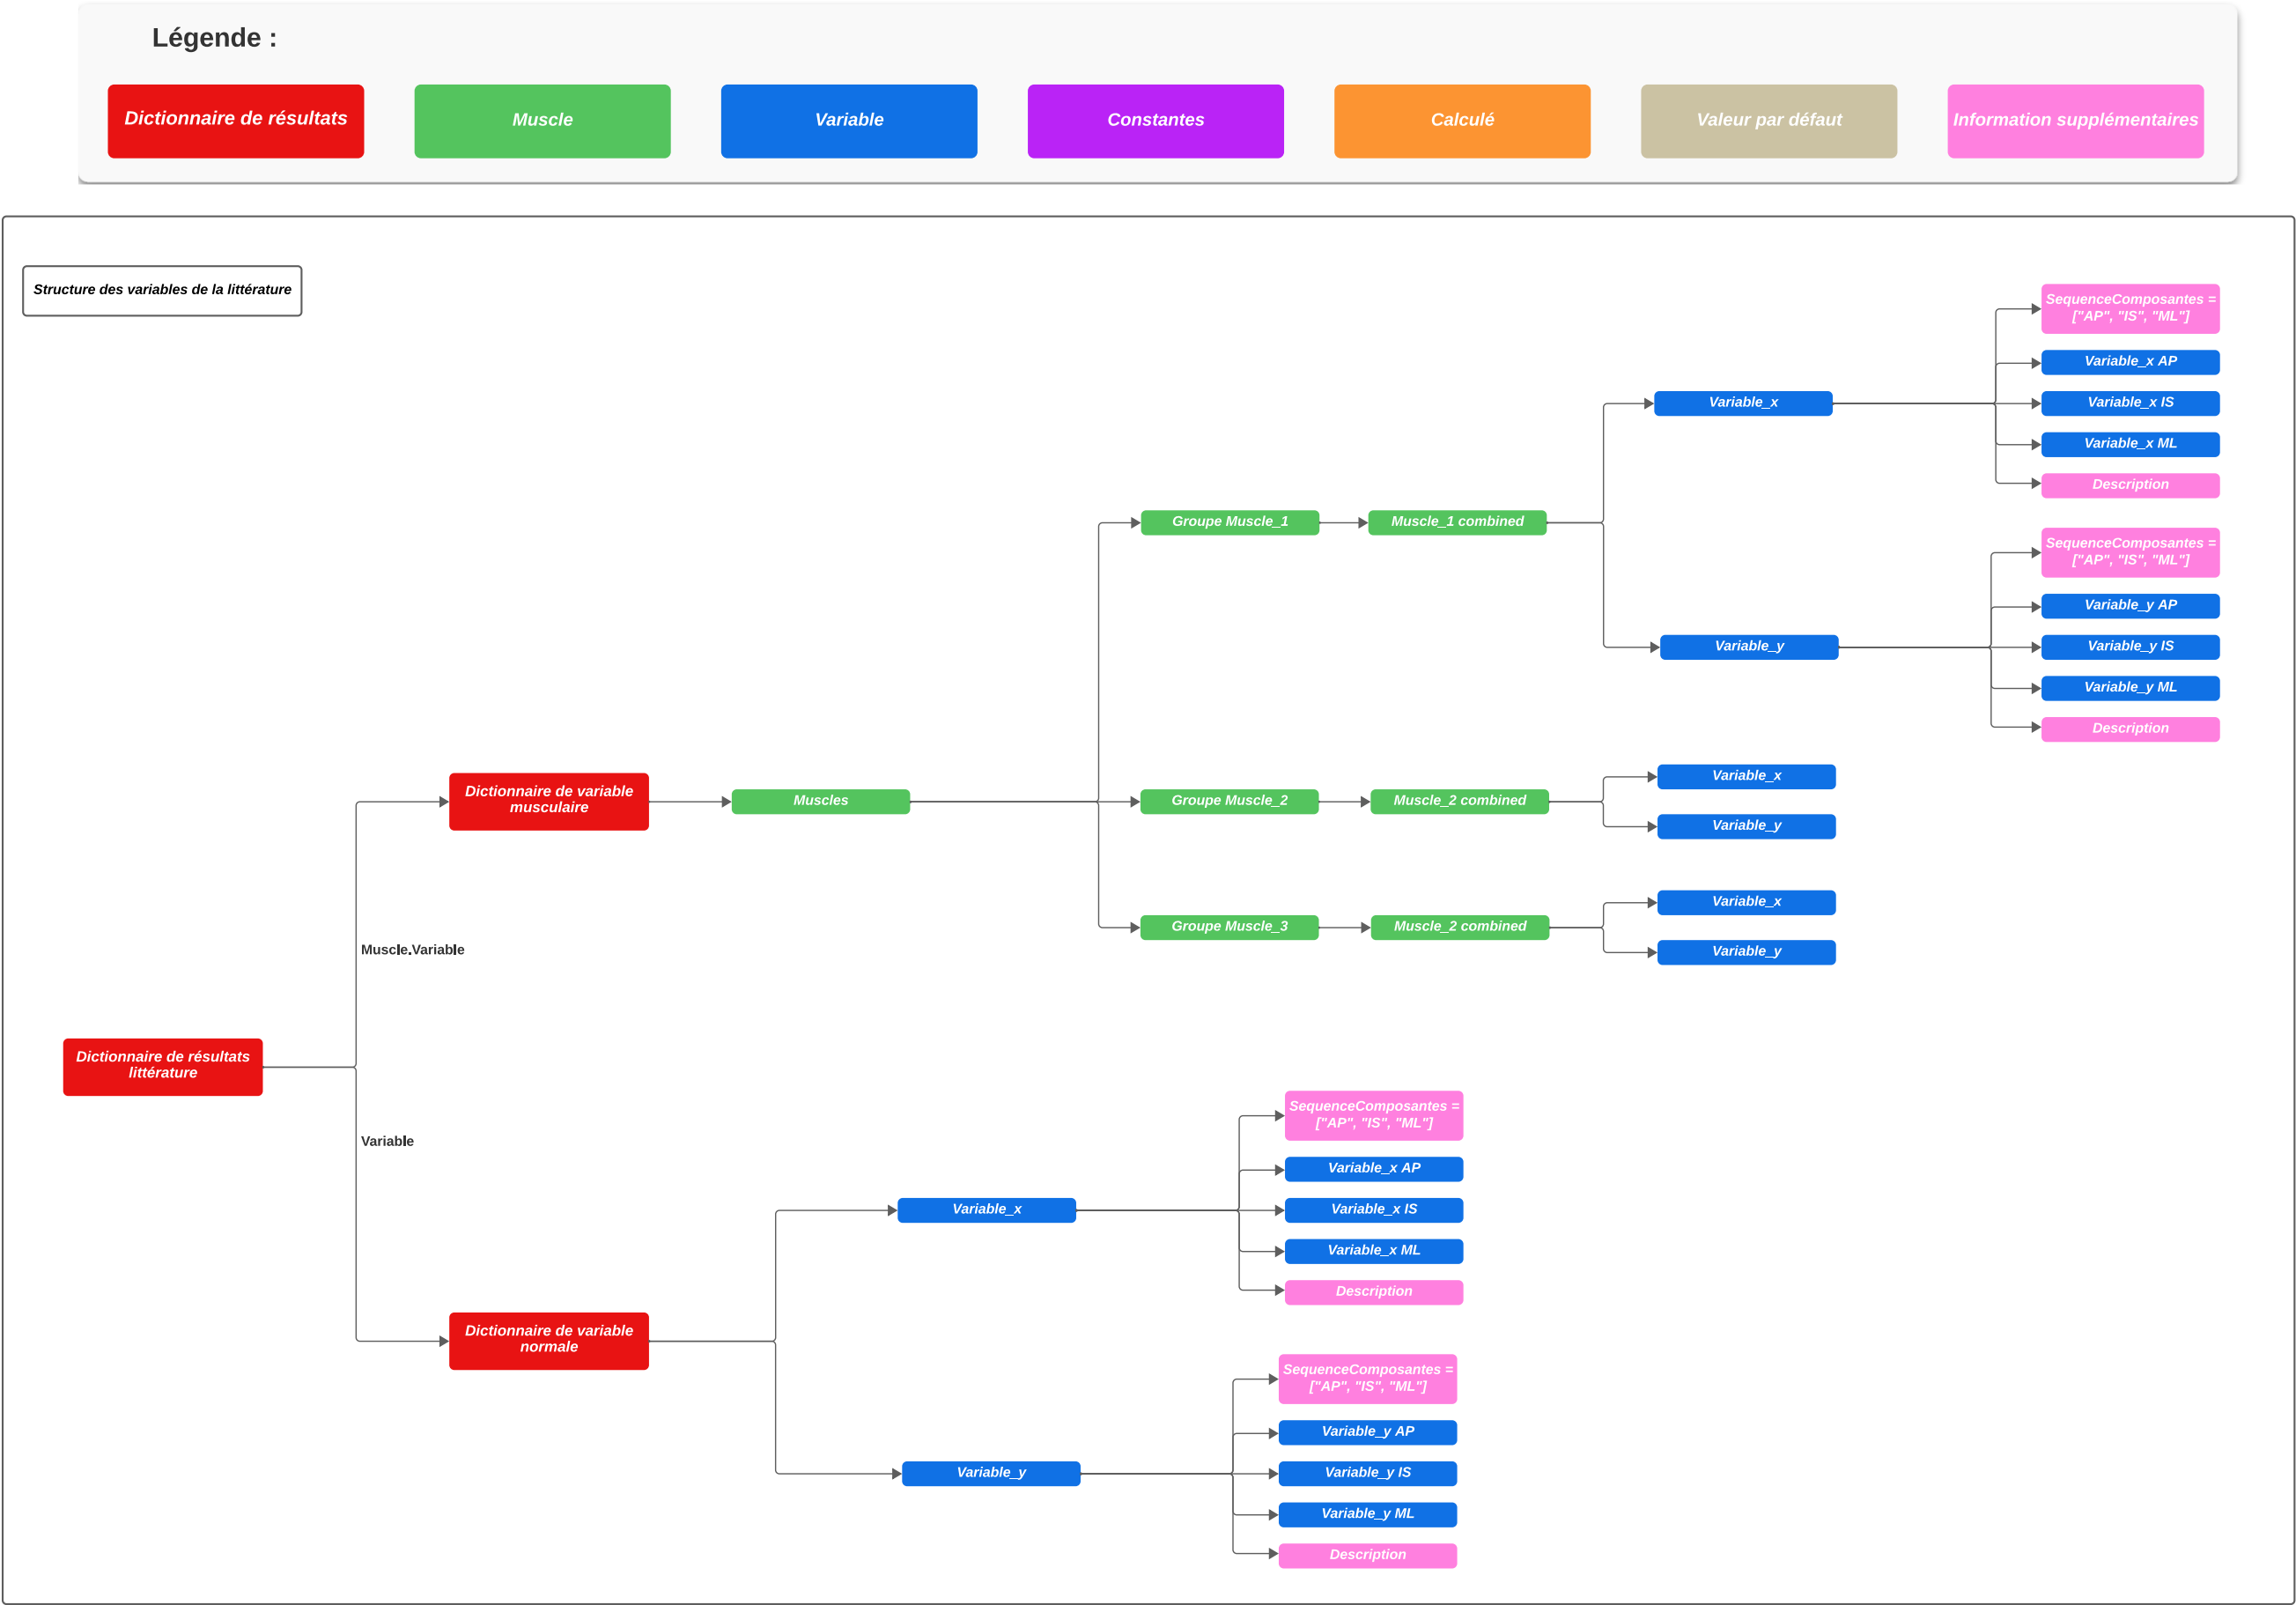 Légende :
Dictionnaire de résultats
Muscle
Variable
Constantes
Calculé
Valeur par défaut
Information supplémentaires
Structure des variables de la littérature
SequenceComposantes =
["AP", "IS", "ML"]
Variable_x AP
Variable_x
Variable_x IS
Variable_x ML
Description
Groupe Muscle_1
Muscle_1 combined
SequenceComposantes =
["AP", "IS", "ML"]
Variable_y AP
Variable_y
Variable_y IS
Variable_y ML
Description
Dictionnaire de variable
musculaire
Muscles
Groupe Muscle_2
Muscle_2 combined
Variable_x
Variable_y
Groupe Muscle_3
Muscle_2 combined
Variable_x
Variable_y
Muscle.Variable
Dictionnaire de résultats
littérature
Variable
SequenceComposantes =
["AP", "IS", "ML"]
Variable_x AP
Variable_x
Variable_x IS
Variable_x ML
Description
Dictionnaire de variable
normale
SequenceComposantes =
["AP", "IS", "ML"]
Variable_y AP
Variable_y
Variable_y IS
Variable_y ML
Description